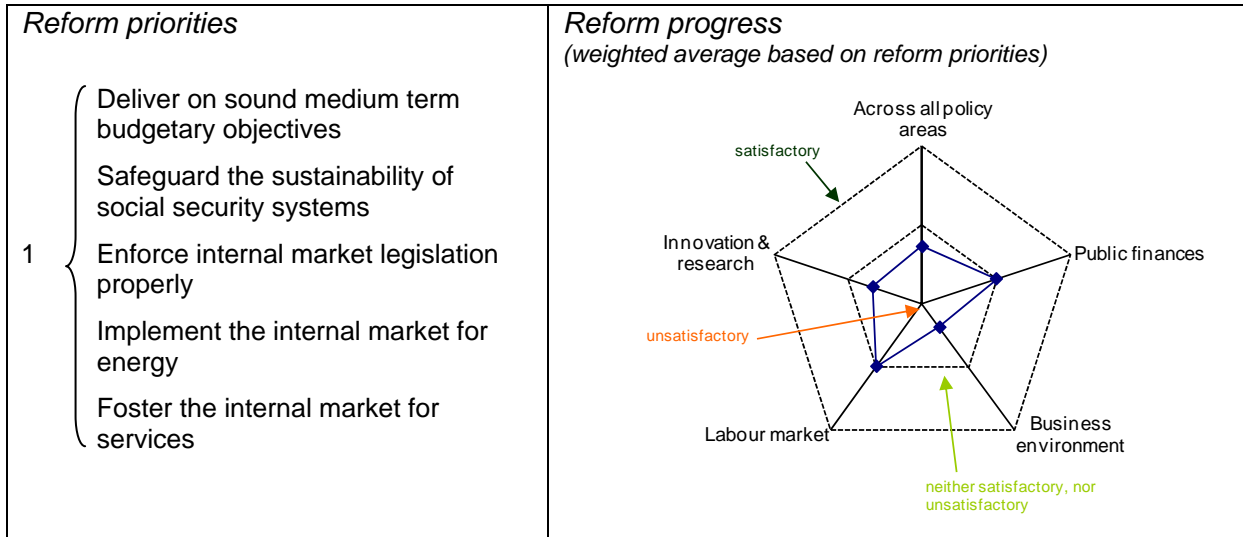 Reform priorities
1
Deliver on sound medium term
budgetary objectives
Safeguard the sustainability of
social security systems
Enforce internal market legislation
properly
Implement the internal market for
energy
Foster the internal market for
services
Reform progress
(weighted average based on reform priorities)
Across all policy
areas
satisfactory
Innovation &
research
Public finances
unsatisfactory
Labour market
Business
environment
neither satisfactory, nor
unsatisfactory